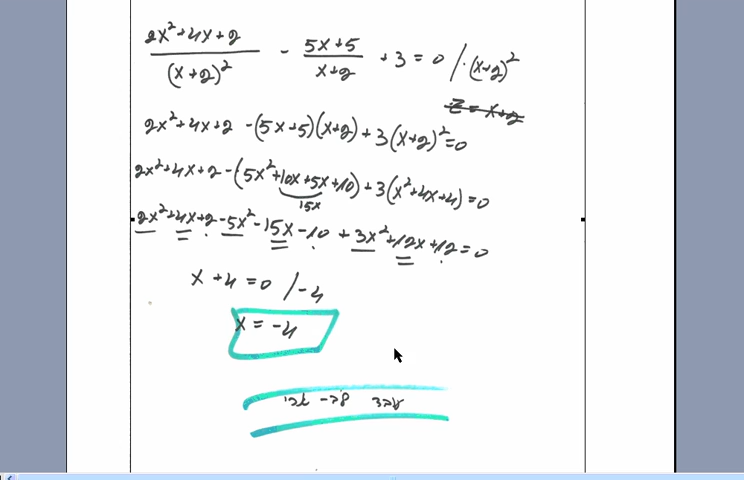 2x²+4x+2/(x+2)² - 5x+5/x+2 + 3 = 0 / ·(x+2)²
z = x+2
2x²+4x+2 -(5x+5)(x+2)+3(x+2)²=0
2x²+4x+2-(5x²+10x+5x+10)+3(x²+4x+4)=0
15x
2x²+4x+2-5x²-15x-10+3x²+12x+12=0
x+4=0 /-4
x = -4